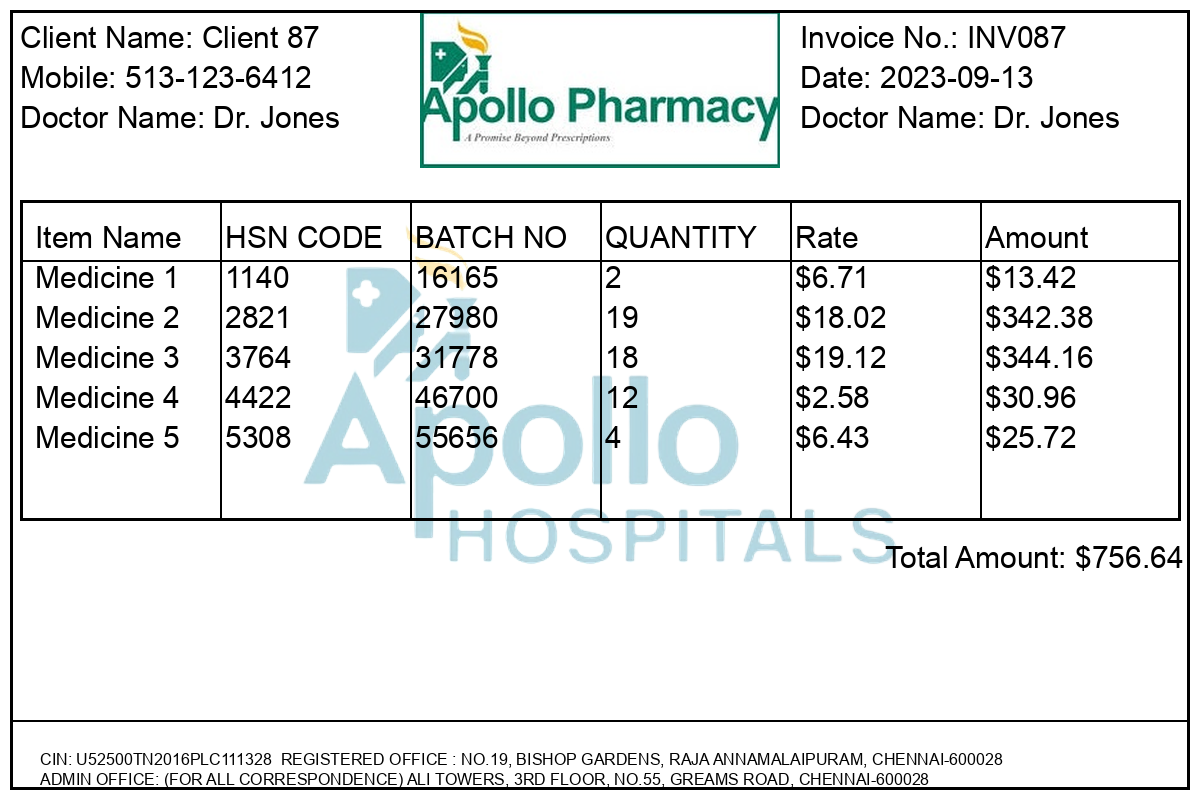 Client Name: Client 87
Mobile: 513-123-6412
Doctor Name: Dr. Jones
Apollo Pharmacy
A Promise Beyond Prescriptions
Invoice No.: INV087
Date: 2023-09-13
Doctor Name: Dr. Jones
Item Name HSN CODE BATCH NO QUANTITY Rate Amount
Medicine 1 1140 16165 2 $6.71 $13.42
Medicine 2 2821 27980 19 $18.02 $342.38
Medicine 3 3764 31778 18 $19.12 $344.16
Medicine 4 4422 46700 12 $2.58 $30.96
Medicine 5 5308 55656 4 $6.43 $25.72
Apollo
HOSPITALS
Total Amount: $756.64
CIN: U52500TN2016PLC111328 REGISTERED OFFICE : NO.19, BISHOP GARDENS, RAJA ANNAMALAIPURAM, CHENNAI-600028
ADMIN OFFICE: (FOR ALL CORRESPONDENCE) ALI TOWERS, 3RD FLOOR, NO.55, GREAMS ROAD, CHENNAI-600028